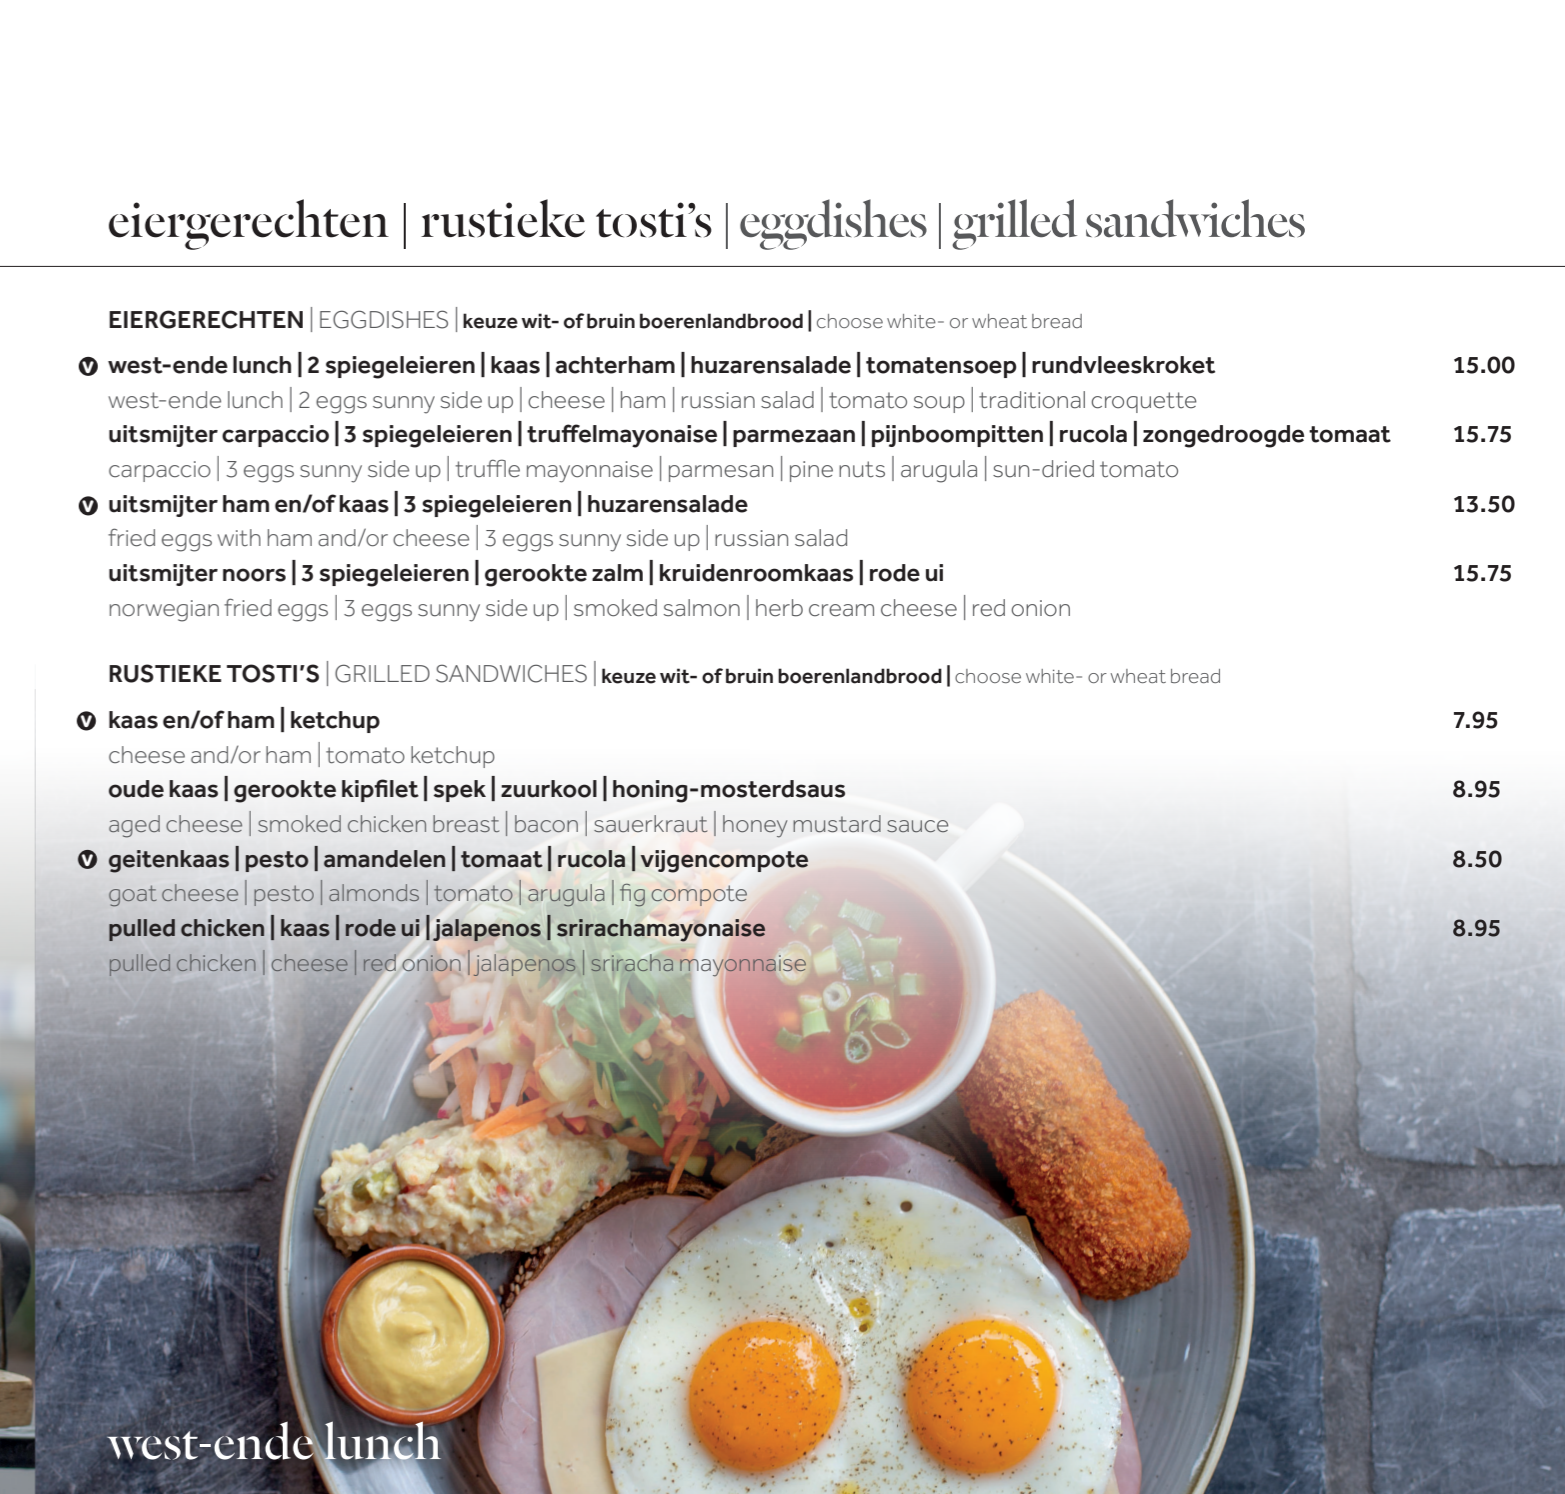 eiergerechten | rustieke tosti’s | eggdishes | grilled sandwiches
EIERGERECHTEN | EGGDISHES | keuze wit- of bruin boerenlandbrood | choose white- or wheat bread
V west-ende lunch | 2 spiegeleieren | kaas | achterham | huzarensalade | tomatensoep | rundvleeskroket 15.00
west-ende lunch | 2 eggs sunny side up | cheese | ham | russian salad | tomato soup | traditional croquette
uitsmijter carpaccio | 3 spiegeleieren | truffelmayonaise | parmezaan | pijnboompitten | rucola | zongedroogde tomaat 15.75
carpaccio | 3 eggs sunny side up | truffle mayonnaise | parmesan | pine nuts | arugula | sun-dried tomato
V uitsmijter ham en/of kaas | 3 spiegeleieren | huzarensalade 13.50
fried eggs with ham and/or cheese | 3 eggs sunny side up | russian salad
uitsmijter noors | 3 spiegeleieren | gerookte zalm | kruidenroomkaas | rode ui 15.75
norwegian fried eggs | 3 eggs sunny side up | smoked salmon | herb cream cheese | red onion
RUSTIEKE TOSTI’S | GRILLED SANDWICHES | keuze wit- of bruin boerenlandbrood | choose white- or wheat bread
V kaas en/of ham | ketchup 7.95
cheese and/or ham | tomato ketchup
oude kaas | gerookte kipfilet | spek | zuurkool | honing-mosterdsaus 8.95
aged cheese | smoked chicken breast | bacon | sauerkraut | honey mustard sauce
V geitenkaas | pesto | amandelen | tomaat | rucola | vijgencompote 8.50
goat cheese | pesto | almonds | tomato | arugula | fig compote
pulled chicken | kaas | rode ui | jalapenos | srirachamayonaise 8.95
pulled chicken | cheese | red onion | jalapenos | sriracha mayonnaise
west-ende lunch